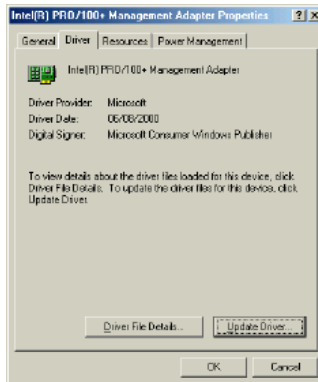 Intel(R) PRO/100+ Management Adapter Properties ? x
General Driver Resources Power Management
Intel(R) PRO/100+ Management Adapter
Driver Provider: Microsoft
Driver Date: 06/08/2000
Digital Signer: Microsoft Consumer Windows Publisher
To view details about the driver files loaded for this device, click
Driver File Details. To update the driver files for this device, click
Update Driver.
Driver File Details... Update Driver...
OK Cancel